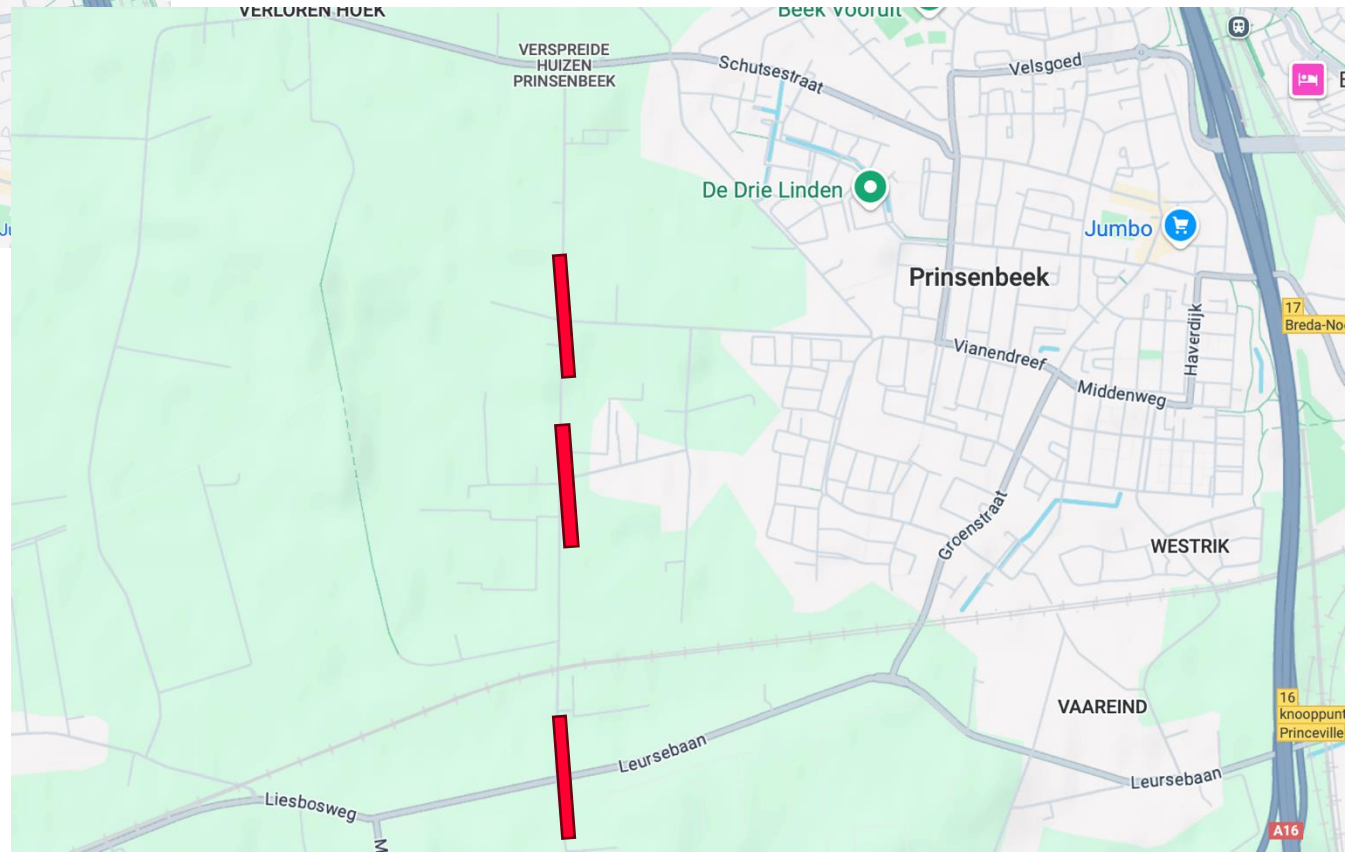 VERLOREN HOEK
Beek Vooruit
VERSPREIDE
HUIZEN
PRINSENBEEK
Schutsestraat
Velsgoed
De Drie Linden
Jumbo
Prinsenbeek
17
Breda-Noo
Haverdijk
Vianendreef
Middenweg
Groenstraat
WESTRIK
16
knooppunt
Princeville
VAAREIND
Leursebaan
Leursebaan
Liesbosweg
A16